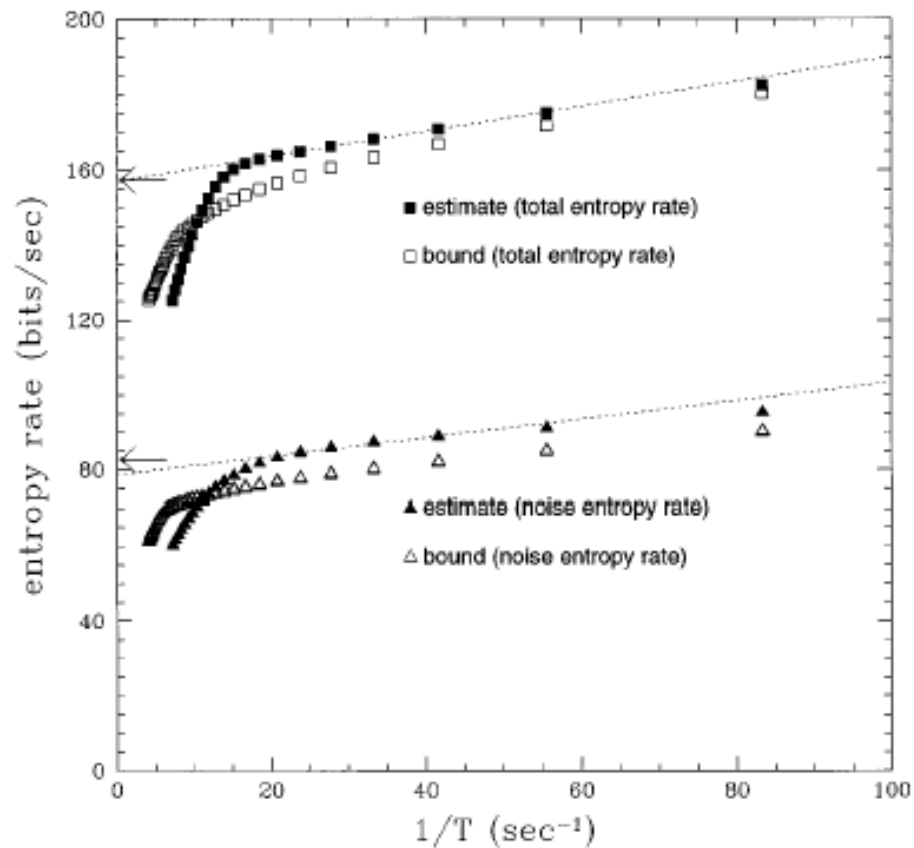 200
160
120
80
40
0
entropy rate (bits/sec)
■ estimate (total entropy rate)
□ bound (total entropy rate)
▲ estimate (noise entropy rate)
△ bound (noise entropy rate)
0 20 40 60 80 100
1/T (sec⁻¹)